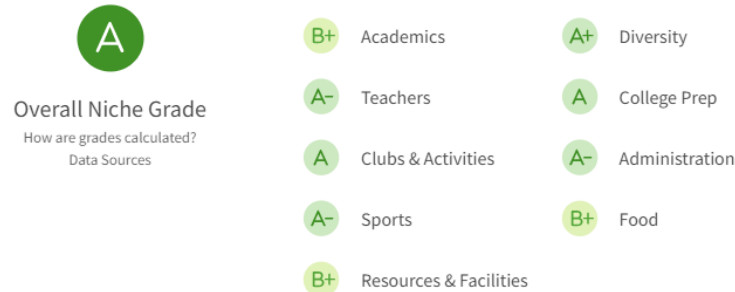 A
Overall Niche Grade
How are grades calculated?
Data Sources
B+ Academics
A- Teachers
A Clubs & Activities
A- Sports
B+ Resources & Facilities
A+ Diversity
A College Prep
A- Administration
B+ Food